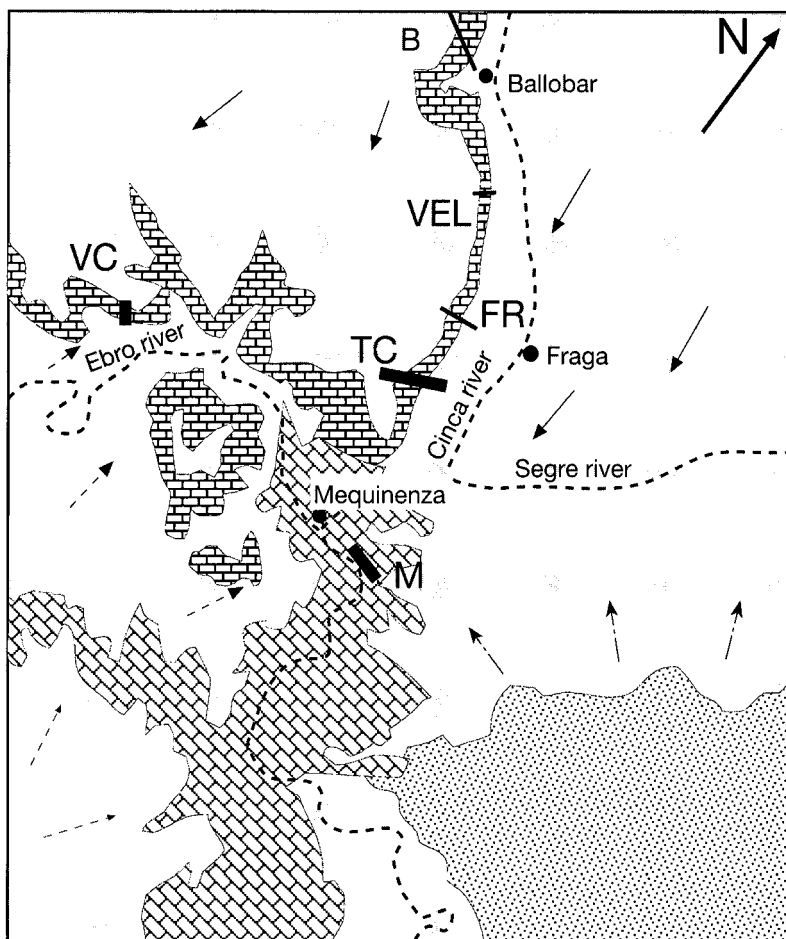 B
N
Ballobar
VEL
VC
FR
Ebro river
TC
Fraga
Cinca river
Segre river
Mequinenza
M